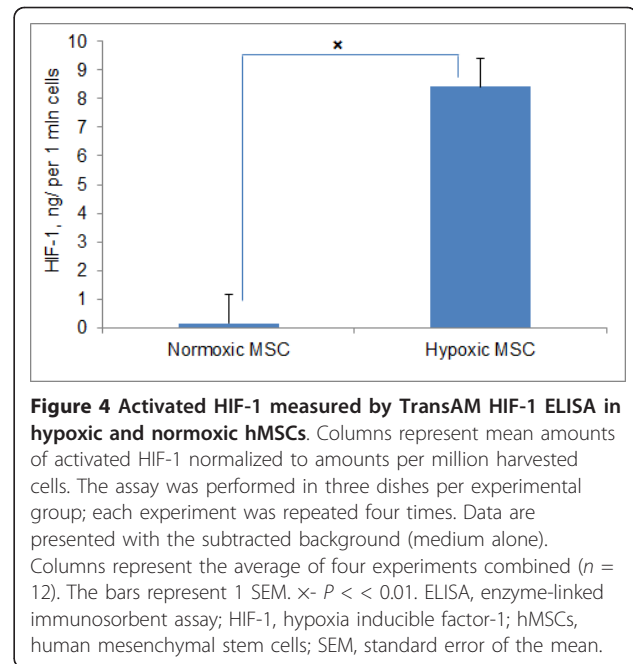 10
×
9
8
7
6
5
4
3
2
1
0
HIF-1, ng/ per 1 mln cells
Normoxic MSC Hypoxic MSC
Figure 4 Activated HIF-1 measured by TransAM HIF-1 ELISA in
hypoxic and normoxic hMSCs. Columns represent mean amounts
of activated HIF-1 normalized to amounts per million harvested
cells. The assay was performed in three dishes per experimental
group; each experiment was repeated four times. Data are
presented with the subtracted background (medium alone).
Columns represent the average of four experiments combined (n =
12). The bars represent 1 SEM. ×- P < < 0.01. ELISA, enzyme-linked
immunosorbent assay; HIF-1, hypoxia inducible factor-1; hMSCs,
human mesenchymal stem cells; SEM, standard error of the mean.